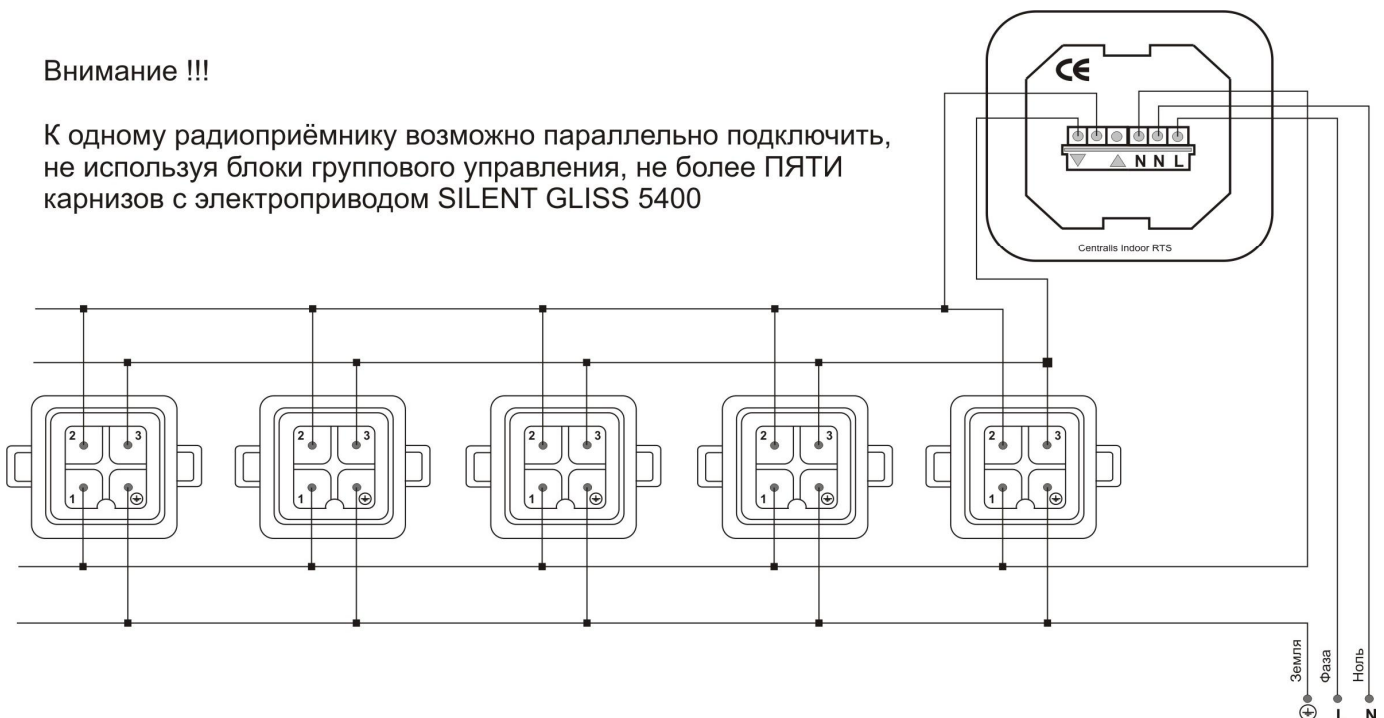 Внимание !!!
К одному радиоприёмнику возможно параллельно подключить,
не используя блоки группового управления, не более ПЯТИ
карнизов с электроприводом SILENT GLISS 5400
CE
N N L
Centralis Indoor RTS
2 3
1
2 3
1
2 3
1
2 3
1
2 3
1
Земля
Фаза
Ноль
L N